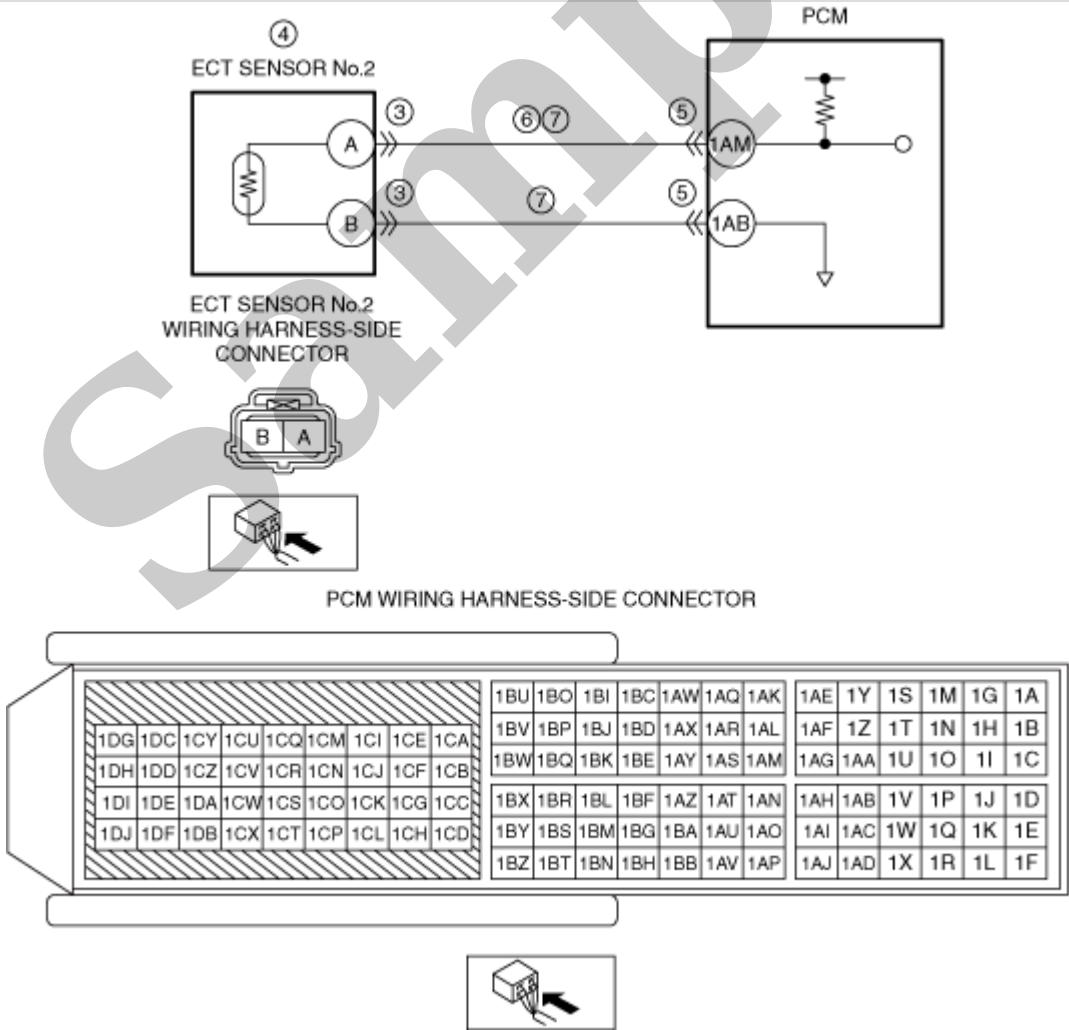 PCM
4
ECT SENSOR No.2
3
6 7
5
A
1AM
3
7
5
B
1AB
ECT SENSOR No.2
WIRING HARNESS-SIDE
CONNECTOR
B A
PCM WIRING HARNESS-SIDE CONNECTOR
1BU 1BO 1BI 1BC 1AW 1AQ 1AK 1AE 1Y 1S 1M 1G 1A
1BV 1BP 1BJ 1BD 1AX 1AR 1AL 1AF 1Z 1T 1N 1H 1B
1DG 1DC 1CY 1CU 1CQ 1CM 1CI 1CE 1CA
1BW 1BQ 1BK 1BE 1AY 1AS 1AM 1AG 1AA 1U 1O 1I 1C
1DH 1DD 1CZ 1CV 1CR 1CN 1CJ 1CF 1CB
1DI 1DE 1DA 1CW 1CS 1CO 1CK 1CG 1CC
1BX 1BR 1BL 1BF 1AZ 1AT 1AN 1AH 1AB 1V 1P 1J 1D
1DJ 1DF 1DB 1CX 1CT 1CP 1CL 1CH 1CD
1BY 1BS 1BM 1BG 1BA 1AU 1AO 1AI 1AC 1W 1Q 1K 1E
1BZ 1BT 1BN 1BH 1BB 1AV 1AP 1AJ 1AD 1X 1R 1L 1F
Samp